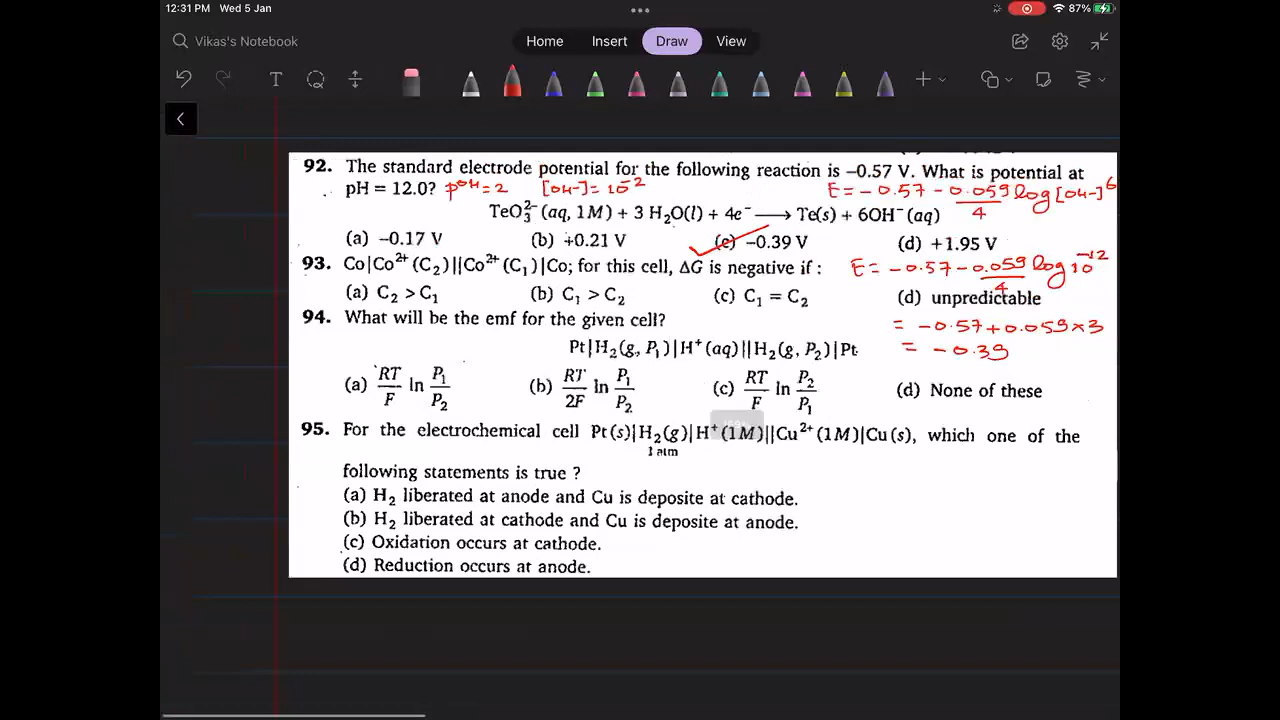 12:31 PM Wed 5 Jan
87%
Vikas's Notebook
Home Insert Draw View
92. The standard electrode potential for the following reaction is –0.57 V. What is potential at
pH = 12.0? pOH = 2 [OH-] = 10^-2 E = -0.57 - 0.059/4 log [OH-]^6
TeO3^2– (aq, 1M) + 3 H2O(l) + 4e– ⟶ Te(s) + 6OH– (aq)
(a) –0.17 V (b) +0.21 V (c) –0.39 V (d) +1.95 V
93. Co|Co2+(C2)||Co2+(C1)|Co; for this cell, ΔG is negative if : E = -0.57 - 0.059/4 log 10^-12
(a) C2 > C1 (b) C1 > C2 (c) C1 = C2 (d) unpredictable
94. What will be the emf for the given cell? = -0.57 + 0.059 × 3
Pt|H2(g, P1)|H+(aq)||H2(g, P2)|Pt = -0.39
(a) RT/F ln P1/P2 (b) RT/2F ln P1/P2 (c) RT/F ln P2/P1 (d) None of these
95. For the electrochemical cell Pt(s)|H2(g)|H+(1M)||Cu2+(1M)|Cu(s), which one of the
1 atm
following statements is true ?
(a) H2 liberated at anode and Cu is deposite at cathode.
(b) H2 liberated at cathode and Cu is deposite at anode.
(c) Oxidation occurs at cathode.
(d) Reduction occurs at anode.